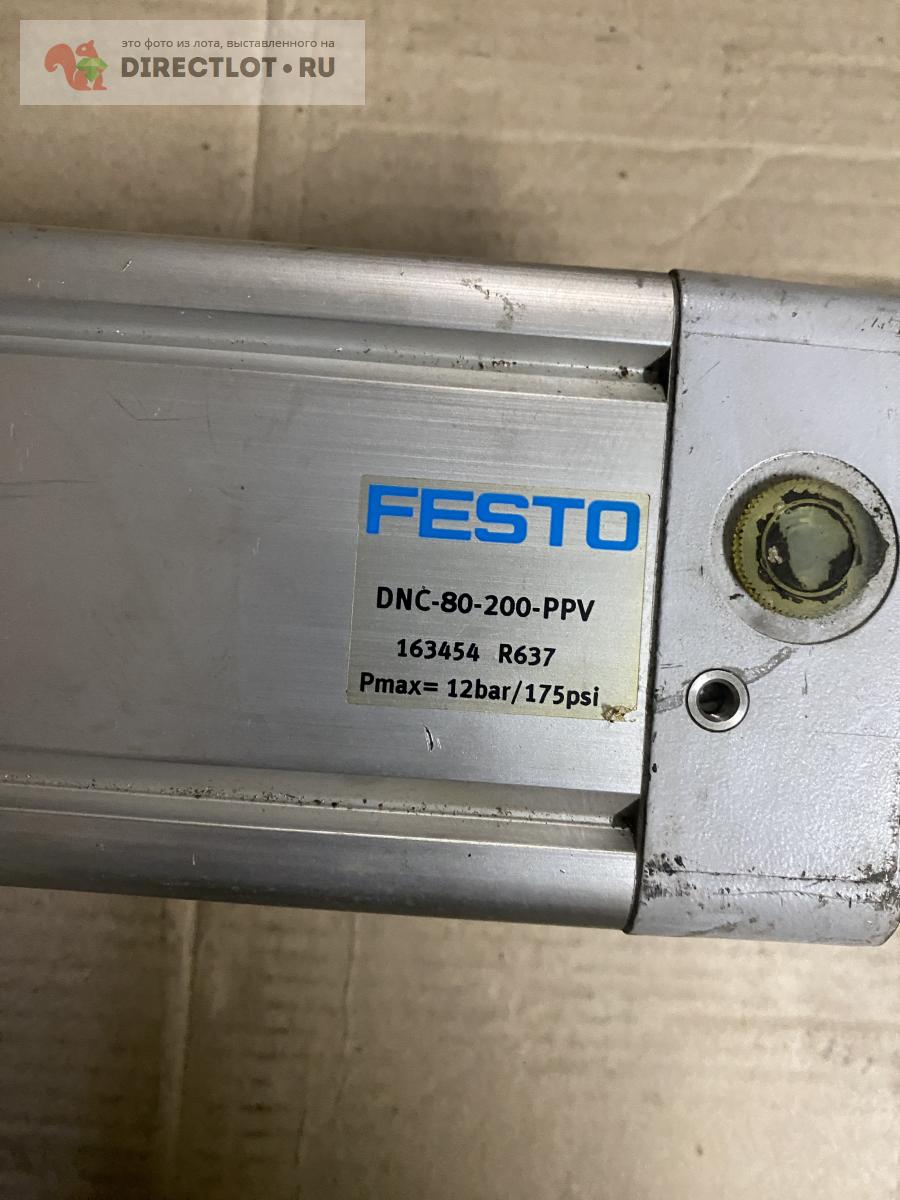 это фото из лота, выставленного на
DIRECTLOT•RU
FESTO
DNC-80-200-PPV
163454 R637
Pmax= 12bar/175psi